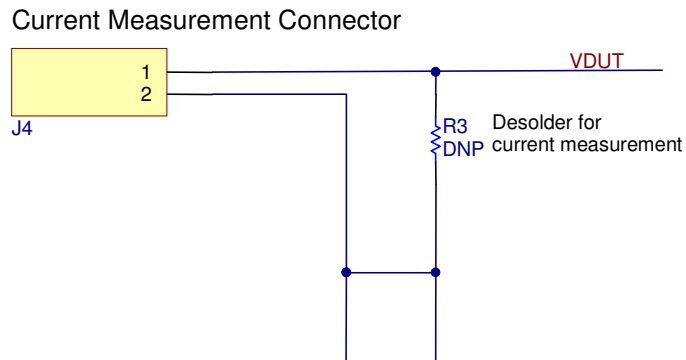 Current Measurement Connector
1
2
J4
VDUT
R3
DNP
Desolder for
current measurement